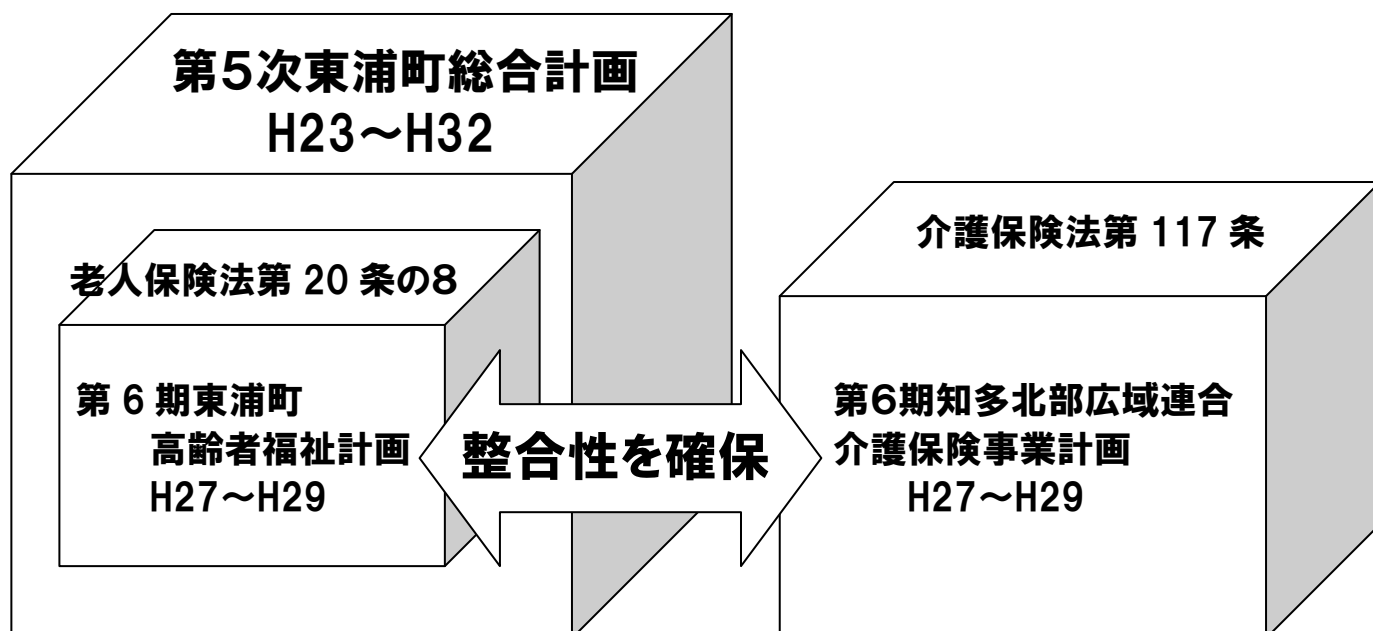 第5次東浦町総合計画
H23～H32
老人保険法第 20 条の8
第 6 期東浦町
高齢者福祉計画
H27～H29
整合性を確保
介護保険法第 117 条
第6期知多北部広域連合
介護保険事業計画
H27～H29